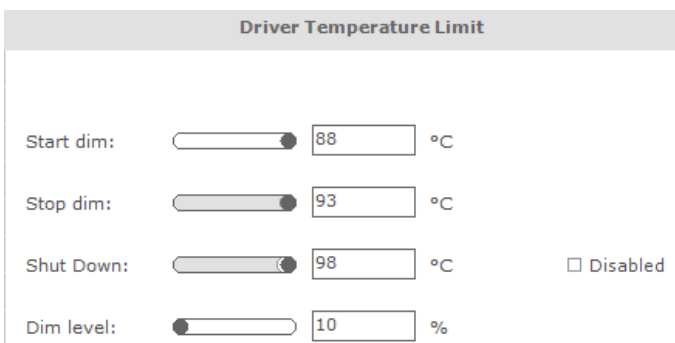 Driver Temperature Limit
Start dim: 88 °C
Stop dim: 93 °C
Shut Down: 98 °C Disabled
Dim level: 10 %